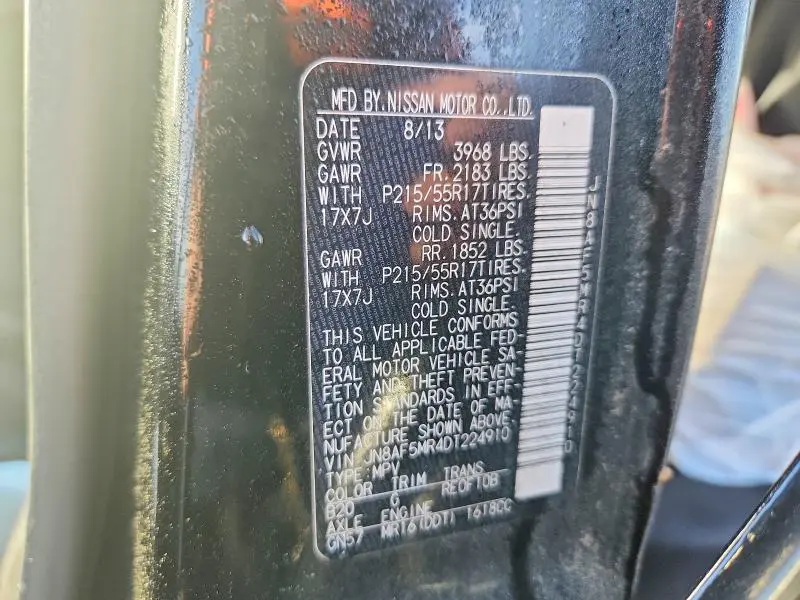 MFD BY.NISSAN MOTOR CO.,LTD.
DATE 8/13
GVWR 3968 LBS.
GAWR FR.2183 LBS.
WITH P215/55R17TIRES.
17X7J RIMS.AT36PSI
COLD SINGLE.
GAWR RR.1852 LBS.
WITH P215/55R17TIRES.
17X7J RIMS.AT36PSI
COLD SINGLE.
THIS VEHICLE CONFORMS
TO ALL APPLICABLE FED-
ERAL MOTOR VEHICLE SA-
FETY AND THEFT PREVEN-
TION STANDARDS IN EFF-
ECT ON THE DATE OF MA-
NUFACTURE SHOWN ABOVE.
VIN: JN8AF5MR4DT224910
TYPE:MPV
COLOR TRIM TRANS
B20 G RE0F10B
AXLE ENGINE
GN57 MR16(DDT) 1618CC
JN8AF5MR4DT224910